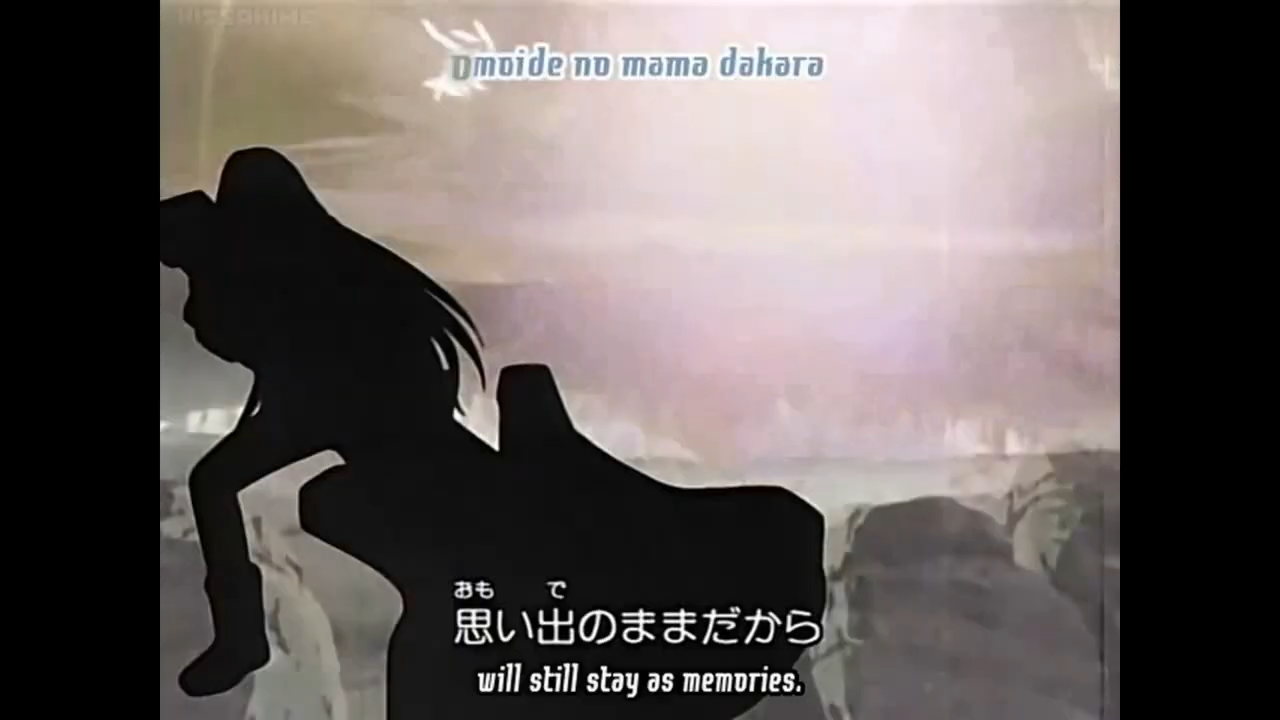 KISSANIME
Omoide no mama dakara
おも で
思い出のままだから
will still stay as memories.